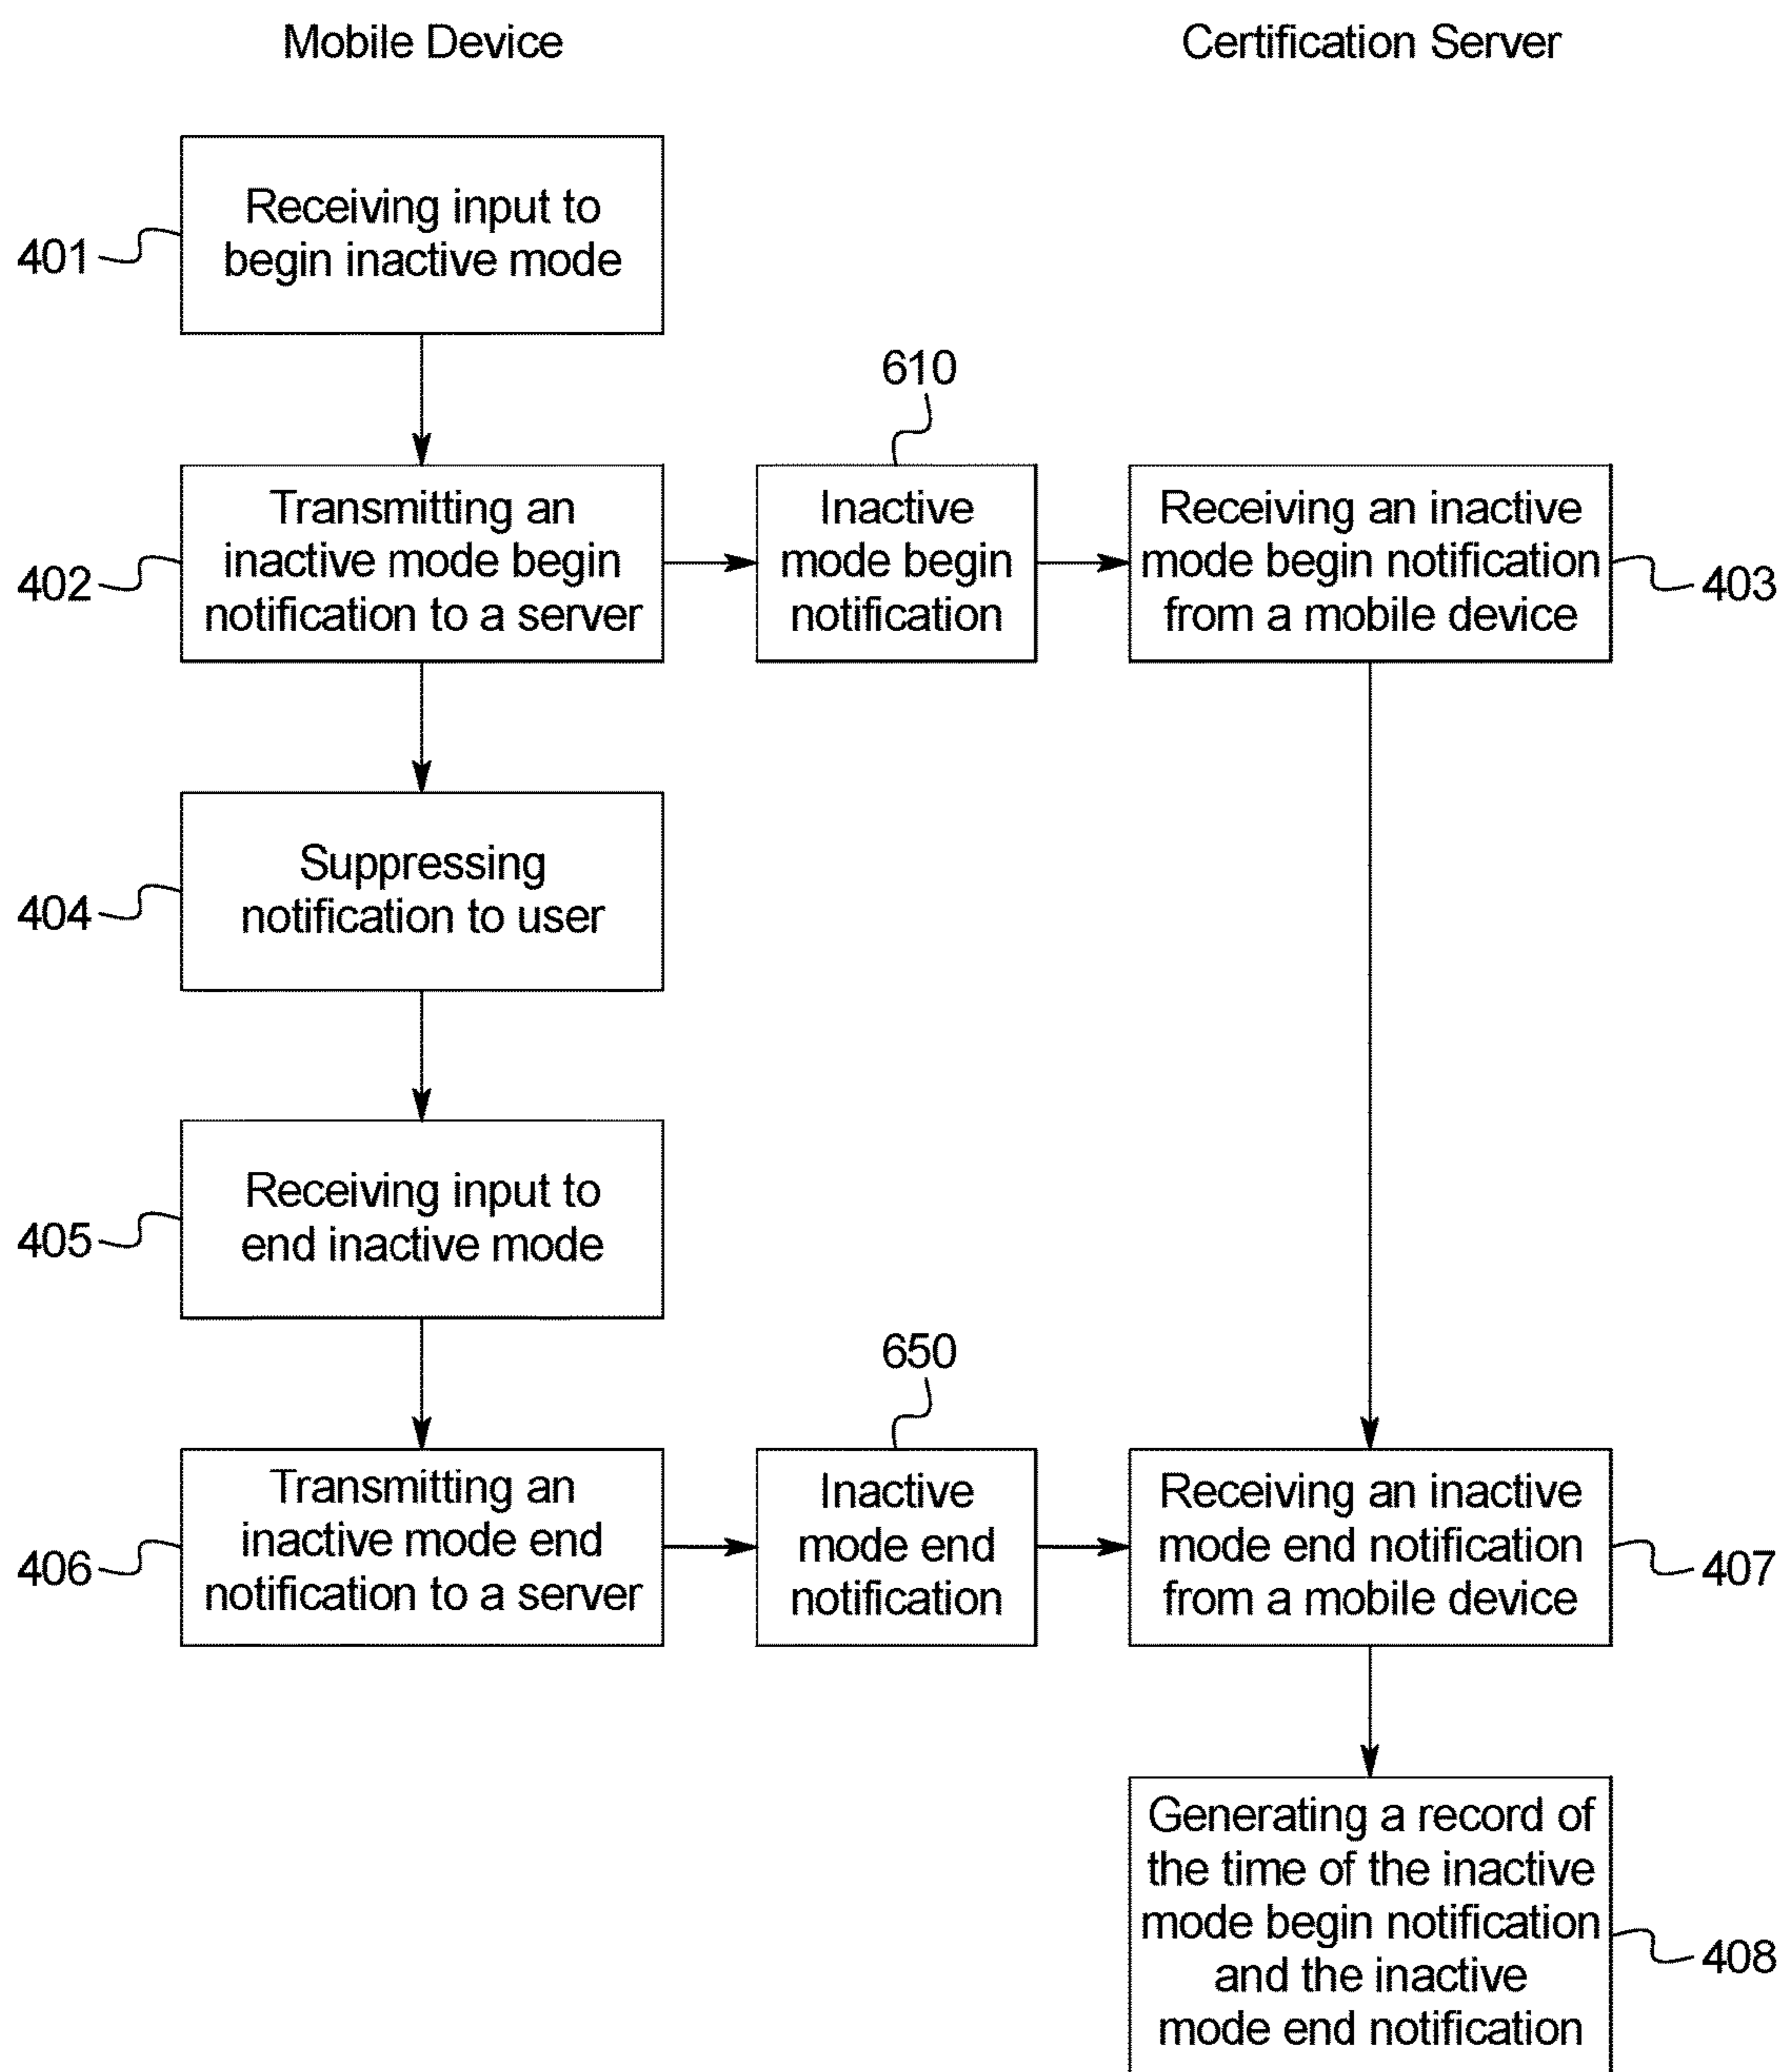 Mobile Device
Certification Server
Receiving input to
begin inactive mode
401
610
Transmitting an
inactive mode begin
notification to a server
402
Inactive
mode begin
notification
Receiving an inactive
mode begin notification
from a mobile device
403
Suppressing
notification to user
404
Receiving input to
end inactive mode
405
650
Transmitting an
inactive mode end
notification to a server
406
Inactive
mode end
notification
Receiving an inactive
mode end notification
from a mobile device
407
Generating a record of
the time of the inactive
mode begin notification
and the inactive
mode end notification
408